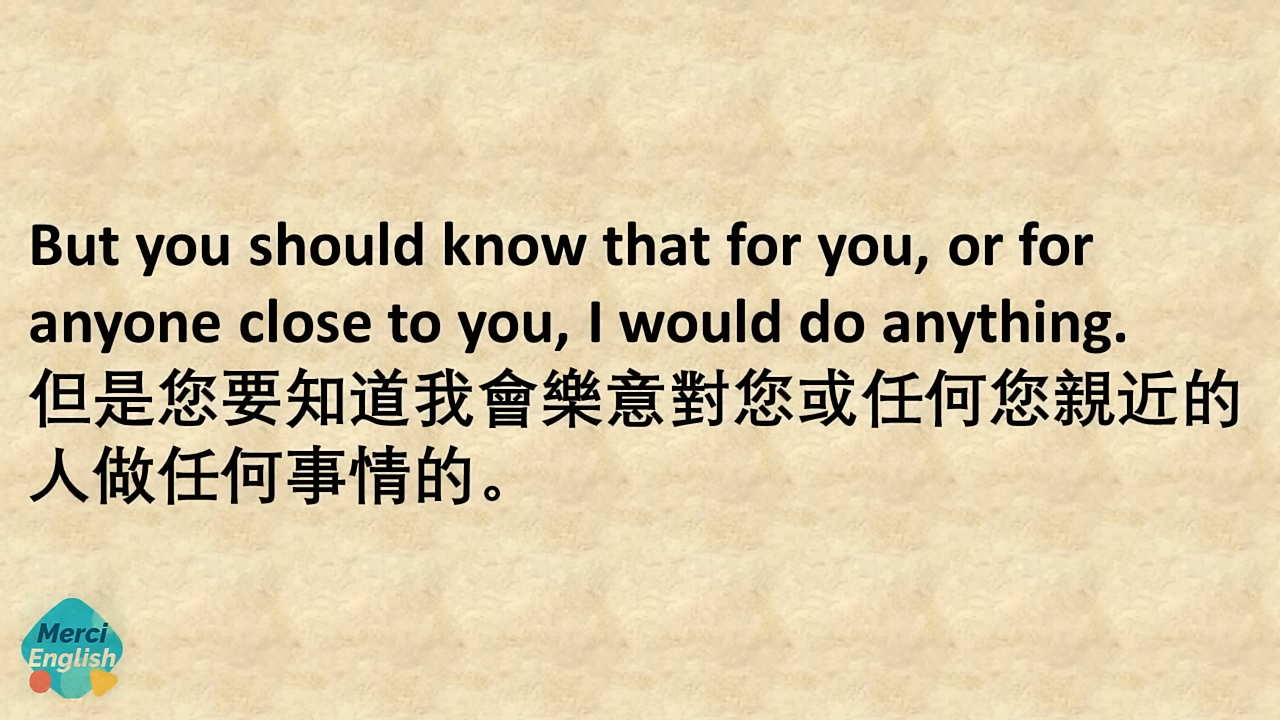 But you should know that for you, or for
anyone close to you, I would do anything.
但是您要知道我會樂意對您或任何您親近的
人做任何事情的。
Merci
English